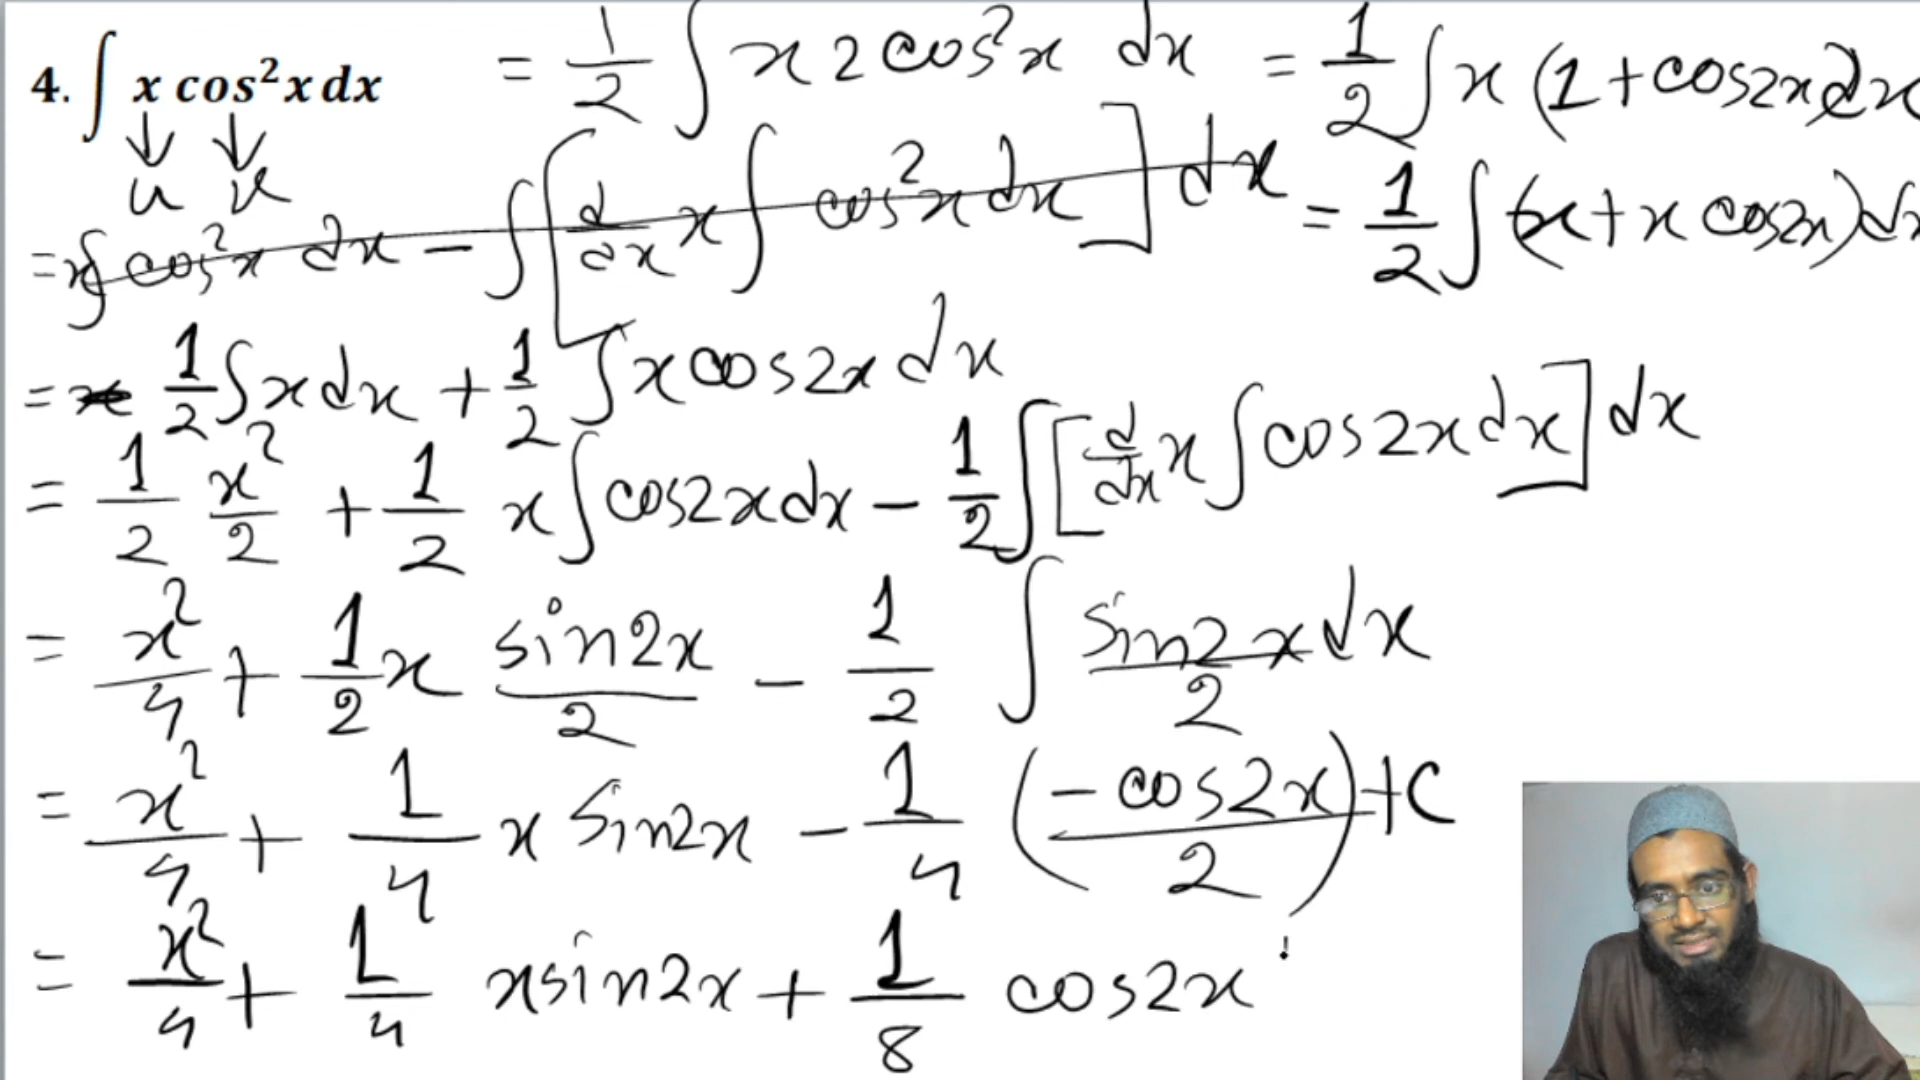 4. ∫ x cos²x dx = 1/2 ∫ x 2 cos²x dx = 1/2 ∫ x (1 + cos2x) dx
↓ ↓
u v
= x∫ cos²x dx − ∫ [d/dx x ∫ cos²x dx] dx = 1/2 ∫ (x + x cos2x) dx
= 1/2 ∫ x dx + 1/2 ∫ x cos2x dx
= 1/2 x²/2 + 1/2 x ∫ cos2x dx − 1/2 ∫ [d/dx x ∫ cos2x dx] dx
= x²/4 + 1/2 x sin2x/2 − 1/2 ∫ sin2x/2 dx
= x²/4 + 1/4 x sin2x − 1/4 (−cos2x/2) + c
= x²/4 + 1/4 x sin2x + 1/8 cos2x